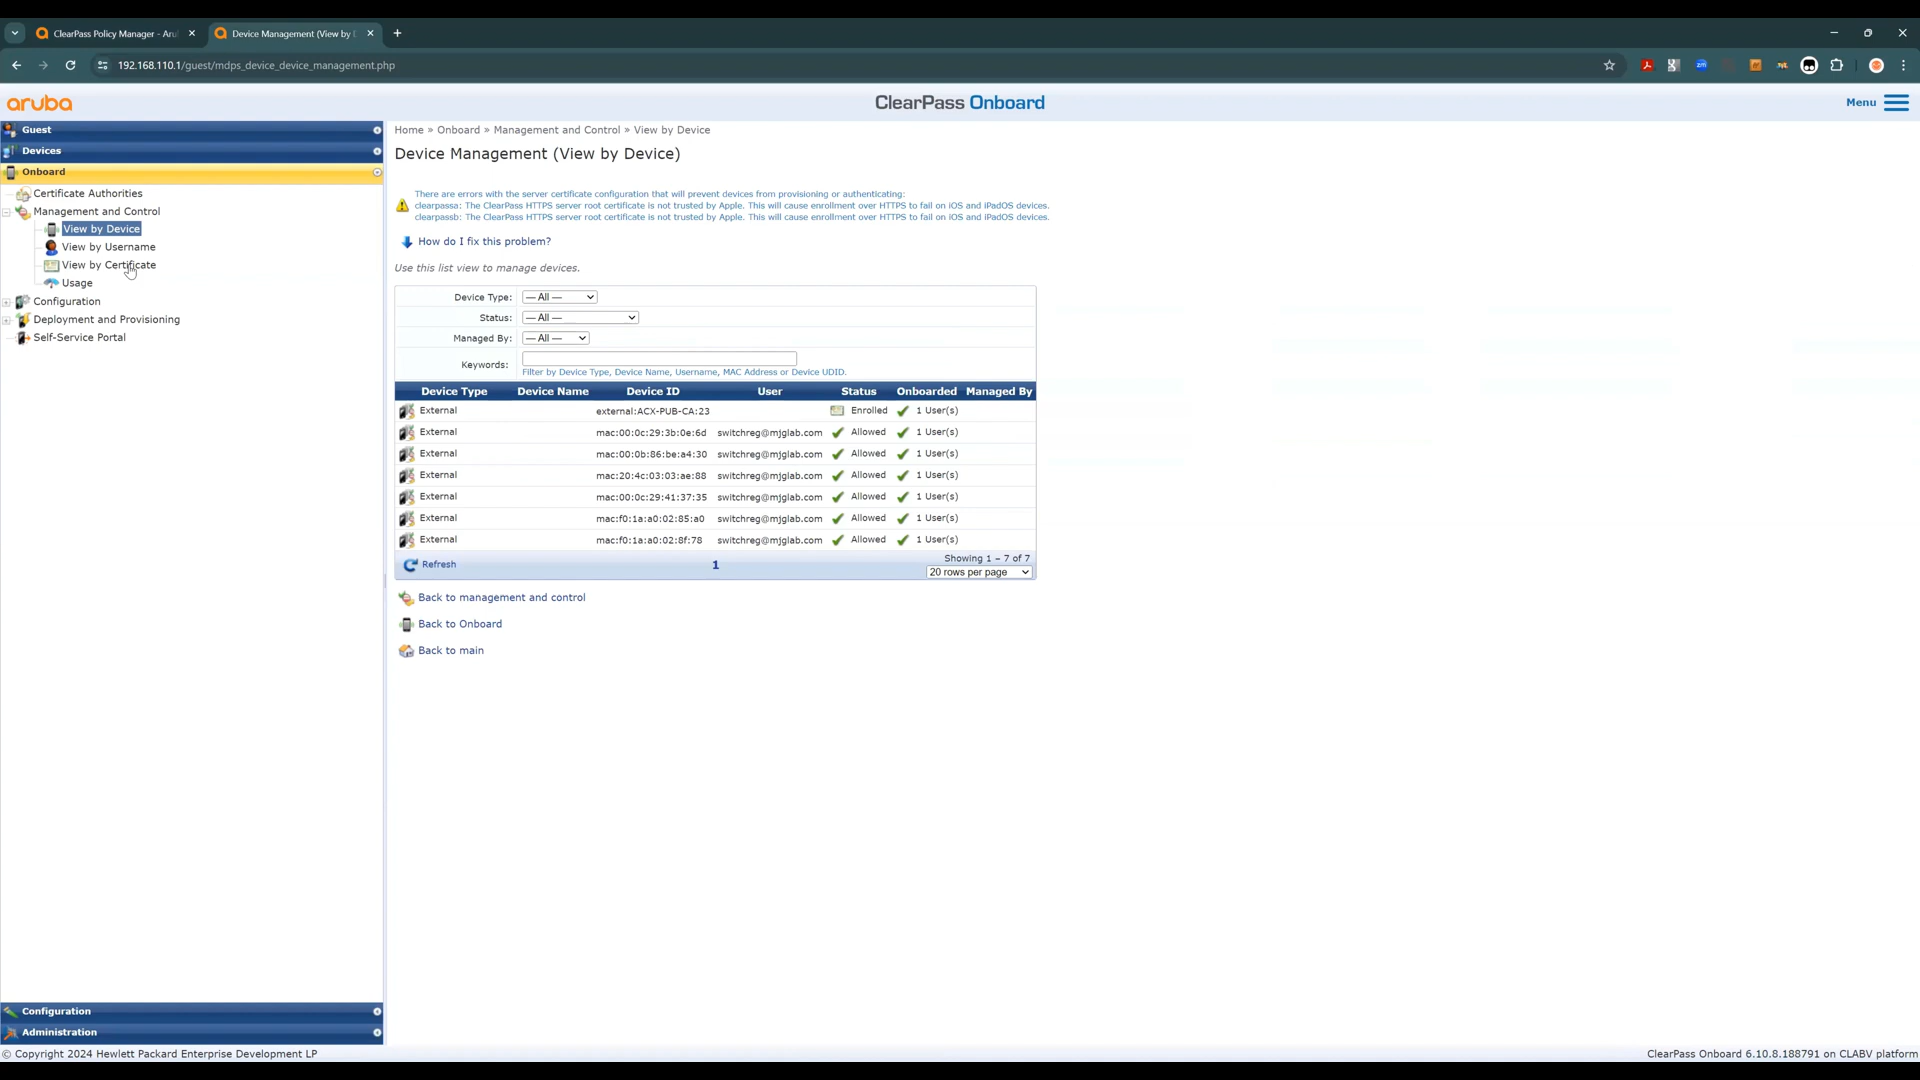 ClearPass Policy Manager - Aru
Device Management (View by D
192.168.110.1/guest/mdps_device_device_management.php
aruba
ClearPass Onboard
Menu
Guest
Devices
Onboard
Certificate Authorities
Management and Control
View by Device
View by Username
View by Certificate
Usage
Configuration
Deployment and Provisioning
Self-Service Portal
Home » Onboard » Management and Control » View by Device
Device Management (View by Device)
There are errors with the server certificate configuration that will prevent devices from provisioning or authenticating:
clearpassa: The ClearPass HTTPS server root certificate is not trusted by Apple. This will cause enrollment over HTTPS to fail on iOS and iPadOS devices.
clearpassb: The ClearPass HTTPS server root certificate is not trusted by Apple. This will cause enrollment over HTTPS to fail on iOS and iPadOS devices.
How do I fix this problem?
Use this list view to manage devices.
Device Type: — All —
Status: — All —
Managed By: — All —
Keywords:
Filter by Device Type, Device Name, Username, MAC Address or Device UDID.
Device Type Device Name Device ID User Status Onboarded Managed By
External external:ACX-PUB-CA:23 Enrolled 1 User(s)
External mac:00:0c:29:3b:0e:6d switchreg@mjglab.com Allowed 1 User(s)
External mac:00:0b:86:be:a4:30 switchreg@mjglab.com Allowed 1 User(s)
External mac:20:4c:03:03:ae:88 switchreg@mjglab.com Allowed 1 User(s)
External mac:00:0c:29:41:37:35 switchreg@mjglab.com Allowed 1 User(s)
External mac:f0:1a:a0:02:85:a0 switchreg@mjglab.com Allowed 1 User(s)
External mac:f0:1a:a0:02:8f:78 switchreg@mjglab.com Allowed 1 User(s)
Refresh 1 Showing 1 – 7 of 7
20 rows per page
Back to management and control
Back to Onboard
Back to main
Configuration
Administration
© Copyright 2024 Hewlett Packard Enterprise Development LP
ClearPass Onboard 6.10.8.188791 on CLABV platform